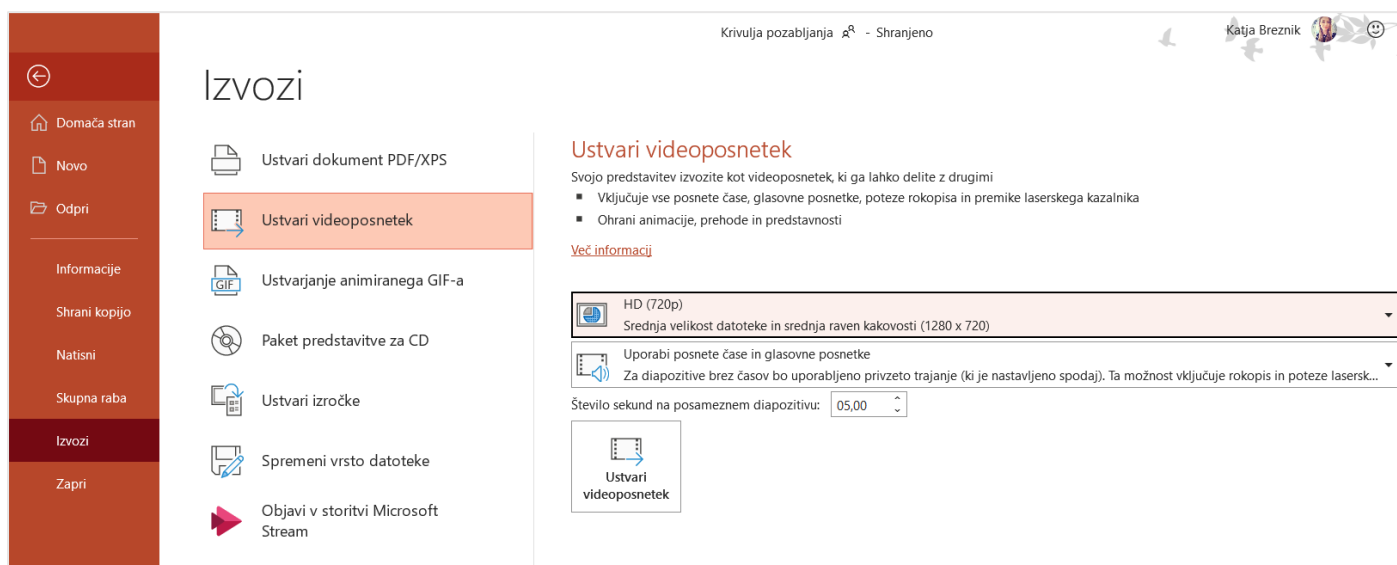 Krivulja pozabljanja - Shranjeno
Katja Breznik
Izvozi
Domača stran
Novo
Odpri
Informacije
Shrani kopijo
Natisni
Skupna raba
Izvozi
Zapri
Ustvari dokument PDF/XPS
Ustvari videoposnetek
GIF
Ustvarjanje animiranega GIF-a
Paket predstavitve za CD
Ustvari izročke
Spremeni vrsto datoteke
Objavi v storitvi Microsoft
Stream
Ustvari videoposnetek
Svojo predstavitev izvozite kot videoposnetek, ki ga lahko delite z drugimi
Vključuje vse posnete čase, glasovne posnetke, poteze rokopisa in premike laserskega kazalnika
Ohrani animacije, prehode in predstavnosti
Več informacij
HD (720p)
Srednja velikost datoteke in srednja raven kakovosti (1280 x 720)
Uporabi posnete čase in glasovne posnetke
Za diapozitive brez časov bo uporabljeno privzeto trajanje (ki je nastavljeno spodaj). Ta možnost vključuje rokopis in poteze lasersk...
Število sekund na posameznem diapozitivu: 05,00
Ustvari
videoposnetek